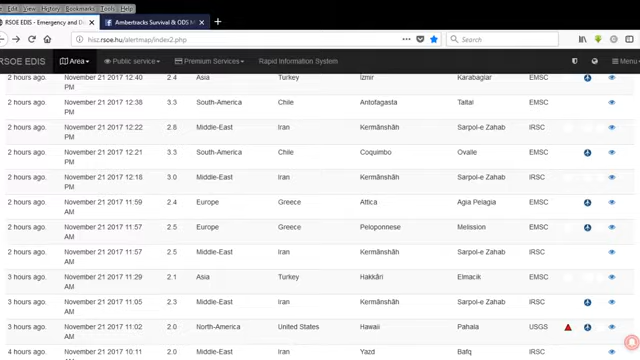 File Edit View History Bookmarks Tools Help
RSOE EDIS - Emergency and Di
Ambertracks Survival & ODS M
hisz.rsoe.hu/alertmap/index2.php
Search
RSOE EDIS Area Public service Premium Services Rapid Information System Menu
2 hours ago. November 21 2017 12:40 PM 2.4 Asia Turkey İzmir Karabaglar EMSC
2 hours ago. November 21 2017 12:38 PM 3.3 South-America Chile Antofagasta Taltal EMSC
2 hours ago. November 21 2017 12:22 PM 2.8 Middle-East Iran Kermānshāh Sarpol-e Zahab IRSC
2 hours ago. November 21 2017 12:21 PM 3.3 South-America Chile Coquimbo Ovalle EMSC
2 hours ago. November 21 2017 12:18 PM 3.0 Middle-East Iran Kermānshāh Sarpol-e Zahab IRSC
2 hours ago. November 21 2017 11:59 AM 2.4 Europe Greece Attica Agia Pelagia EMSC
2 hours ago. November 21 2017 11:57 AM 2.5 Europe Greece Peloponnese Melission EMSC
2 hours ago. November 21 2017 11:57 AM 2.5 Middle-East Iran Kermānshāh Sarpol-e Zahab IRSC
3 hours ago. November 21 2017 11:29 AM 2.1 Asia Turkey Hakkâri Elmacik EMSC
3 hours ago. November 21 2017 11:05 AM 2.3 Middle-East Iran Kermānshāh Sarpol-e Zahab IRSC
3 hours ago. November 21 2017 11:02 AM 2.0 North-America United States Hawaii Pahala USGS
4 hours ago. November 21 2017 10:11 2.0 Middle-East Iran Yazd Bafq IRSC